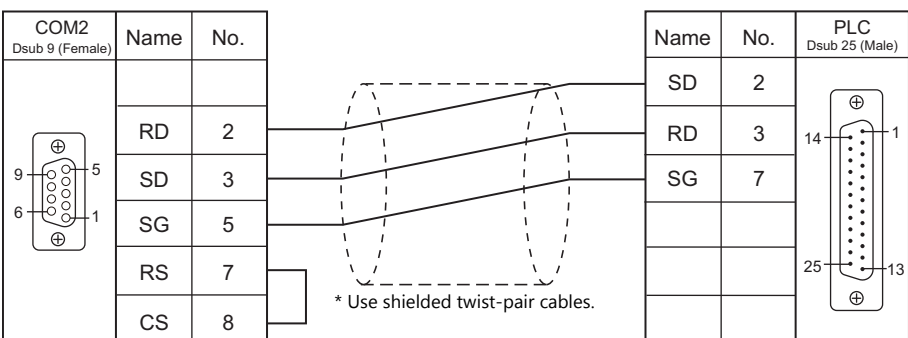 COM2
Dsub 9 (Female)
Name No.
RD 2
SD 3
SG 5
RS 7
CS 8
9
5
6
1
* Use shielded twist-pair cables.
Name No.
SD 2
RD 3
SG 7
PLC
Dsub 25 (Male)
14
1
25
13